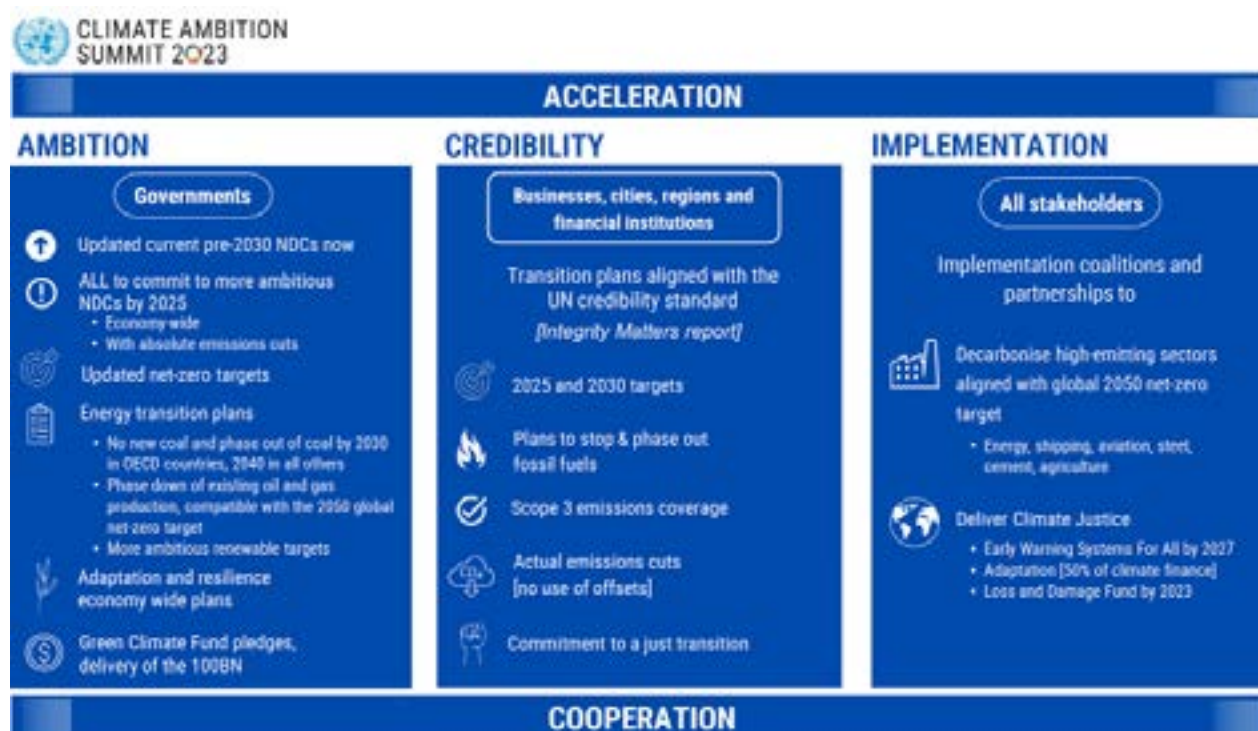 CLIMATE AMBITION
SUMMIT 2023
ACCELERATION
AMBITION
Governments
Updated current pre-2030 NDCs now
ALL to commit to more ambitious
NDCs by 2025
• Economy-wide
• With absolute emissions cuts
Updated net-zero targets
Energy transition plans
• No new coal and phase out of coal by 2030
in OECD countries, 2040 in all others
• Phase down of existing oil and gas
production, compatible with the 2050 global
net-zero target
• More ambitious renewable targets
Adaptation and resilience
economy wide plans
Green Climate Fund pledges,
delivery of the 100BN
CREDIBILITY
Businesses, cities, regions and
financial institutions
Transition plans aligned with the
UN credibility standard
[Integrity Matters report]
2025 and 2030 targets
Plans to stop & phase out
fossil fuels
Scope 3 emissions coverage
Actual emissions cuts
[no use of offsets]
Commitment to a just transition
IMPLEMENTATION
All stakeholders
Implementation coalitions and
partnerships to
Decarbonise high-emitting sectors
aligned with global 2050 net-zero
target
• Energy, shipping, aviation, steel,
cement, agriculture
Deliver Climate Justice
• Early Warning Systems For All by 2027
• Adaptation [50% of climate finance]
• Loss and Damage Fund by 2023
COOPERATION